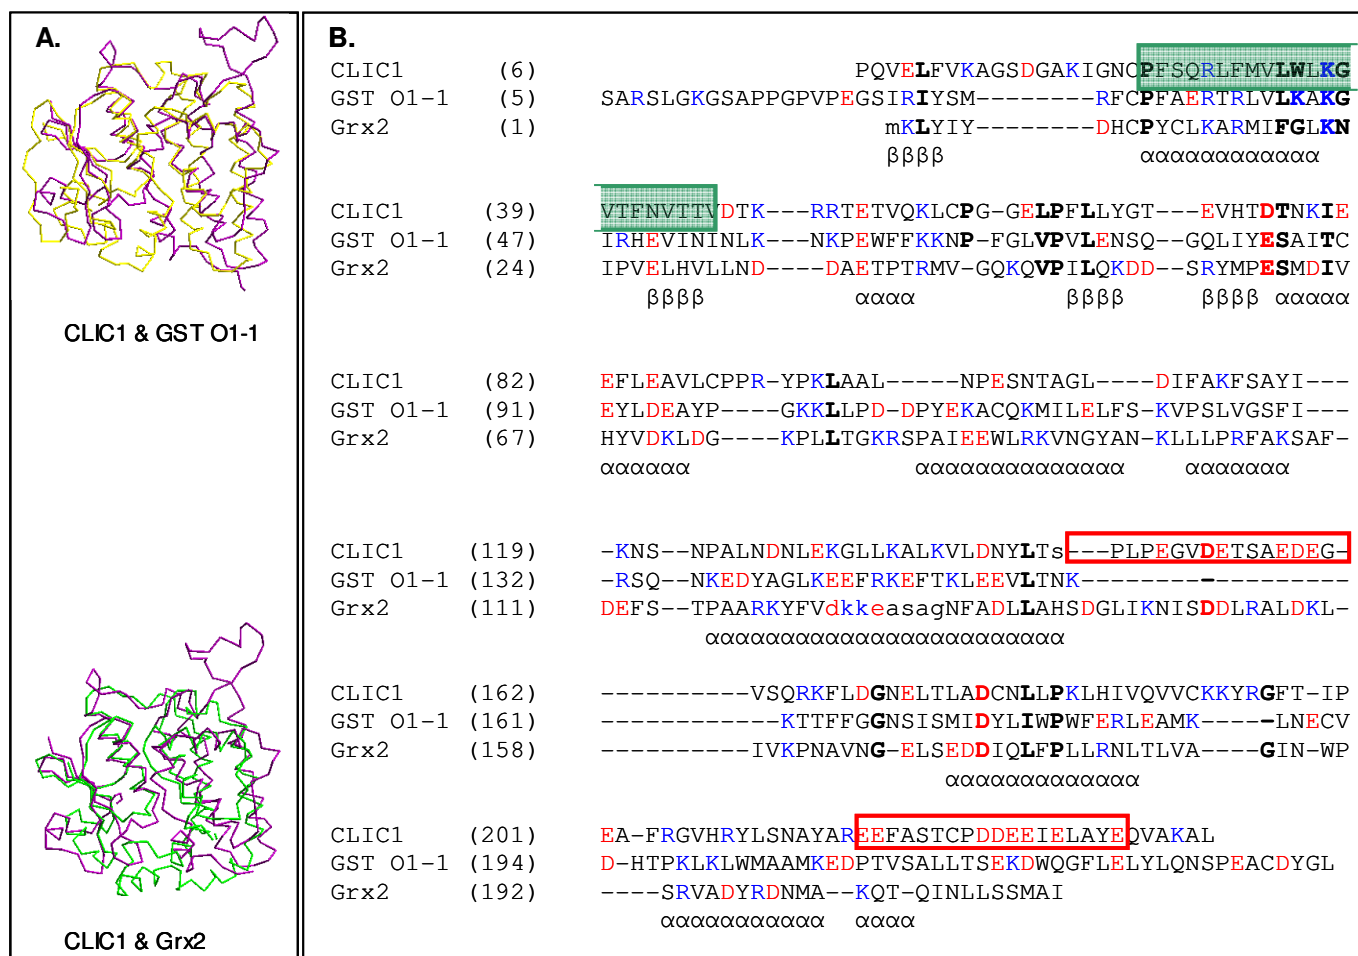 A.
CLIC1 & GST O1-1
CLIC1 & Grx2
B.
CLIC1 (6) PQVELFVKAGSDGAKIGNCPFSQRLFMVLWLKG
GST O1-1 (5) SARSLGKGSAPPGPVPEGSIRIYSM--------RFCPFAERTRLVLKAKG
Grx2 (1) mKLYIY--------DHCPYCLKARMIFGLKN
ββββ αααααααααααα
CLIC1 (39) VTFNVTTVDTK---RRTETVQKLCPG-GELPFLLYGT---EVHTDTNKIE
GST O1-1 (47) IRHEVININLK---NKPEWFFKKNP-FGLVPVLENSQ--GQLIYESAITC
Grx2 (24) IPVELHVLLND----DAETPTRMV-GQKQVPILQKDD--SRYMPESMDIV
ββββ αααα ββββ ββββ ααααα
CLIC1 (82) EFLEAVLCPPR-YPKLAAL-----NPESNTAGL----DIFAKFSAYI---
GST O1-1 (91) EYLDEAYP----GKKLLPD-DPYEKACQKMILELFS-KVPSLVGSFI---
Grx2 (67) HYVDKLDG----KPLLTGKRSPAIEEWLRKVNGYAN-KLLLPRFAKSAF-
αααααα αααααααααααααα ααααααα
CLIC1 (119) -KNS--NPALNDNLEKGLLKALKVLDNYLTs---PLPEGVDETSAEDEG-
GST O1-1 (132) -RSQ--NKEDYAGLKEEFRKEFTKLEEVLTNK------------------
Grx2 (111) DEFS--TPAARKYFVdkkeasagNFADLLAHSDGLIKNISDDLRALDKL-
αααααααααααααααααααααααα
CLIC1 (162) ----------VSQRKFLDGNELTLADCNLLPKLHIVQVVCKKYRGFT-IP
GST O1-1 (161) ------------KTTFFGGNSISMIDYLIWPWFERLEAMK-----LNECV
Grx2 (158) ----------IVKPNAVNG-ELSEDDIQLFPLLRNLTLVA----GIN-WP
ααααααααααααα
CLIC1 (201) EA-FRGVHRYLSNAYAREEFASTCPDDEEIELAYEQVAKAL
GST O1-1 (194) D-HTPKLKLWMAAMKEDPTVSALLTSEKDWQGFLELYLQNSPEACDYGL
Grx2 (192) ----SRVADYRDNMA--KQT-QINLLSSMAI
ααααααααααα αααα